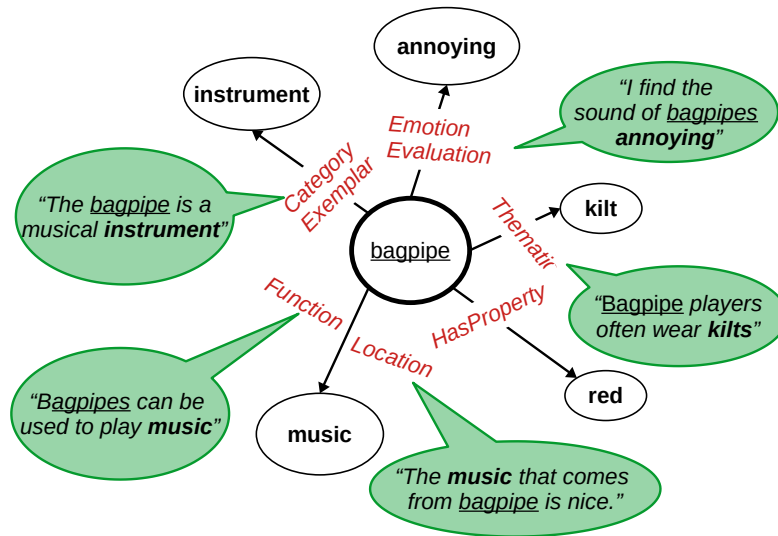 annoying
instrument
Emotion
Evaluation
“I find the
sound of bagpipes
annoying”
Category
Exemplar
“The bagpipe is a
musical instrument”
bagpipe
Thematic
kilt
“Bagpipe players
often wear kilts”
HasProperty
red
Function
Location
music
“Bagpipes can be
used to play music”
“The music that comes
from bagpipe is nice.”